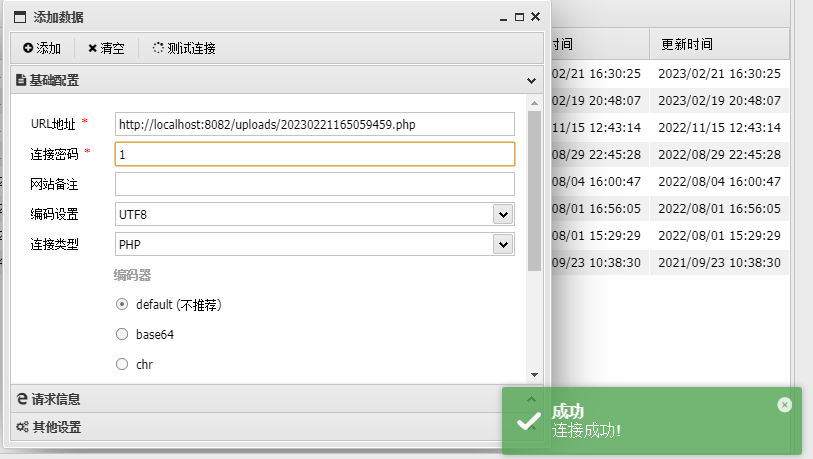 添加数据
添加 清空 测试连接
基础配置
URL地址 * http://localhost:8082/uploads/20230221165059459.php
连接密码 * 1
网站备注
编码设置 UTF8
连接类型 PHP
编码器
default (不推荐)
base64
chr
请求信息
其他设置
时间 更新时间
02/21 16:30:25 2023/02/21 16:30:25
02/19 20:48:07 2023/02/19 20:48:07
11/15 12:43:14 2022/11/15 12:43:14
08/29 22:45:28 2022/08/29 22:45:28
08/04 16:00:47 2022/08/04 16:00:47
08/01 16:56:05 2022/08/01 16:56:05
08/01 15:29:29 2022/08/01 15:29:29
09/23 10:38:30 2021/09/23 10:38:30
成功
连接成功!